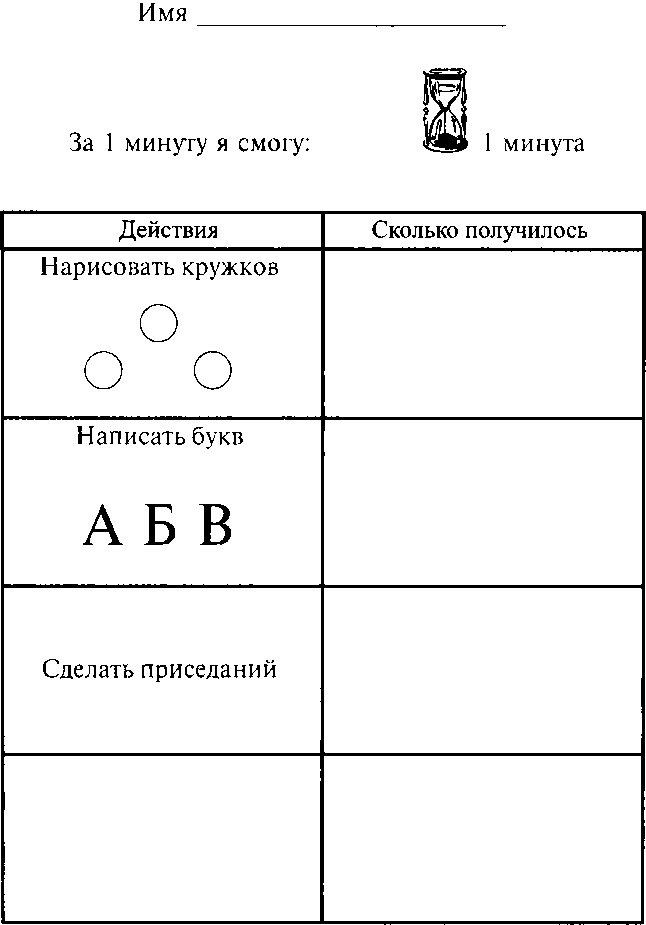 Имя
За 1 минуту я смогу:
1 минута
Действия
Сколько получилось
Нарисовать кружков
Написать букв
А Б В
Сделать приседаний